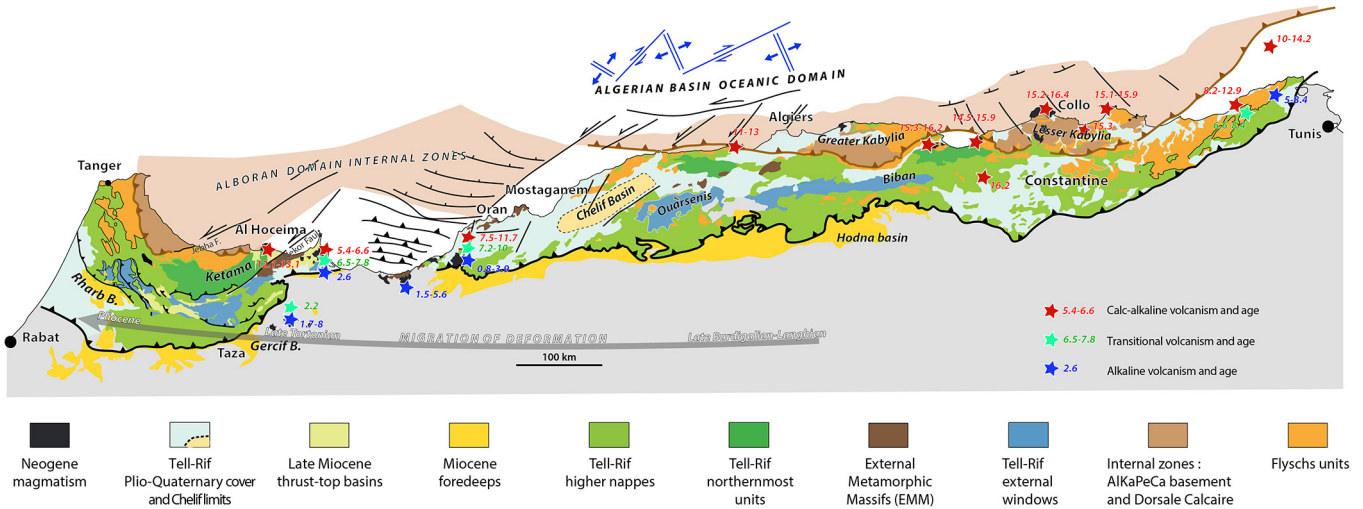 10-14.2
ALGERIAN BASIN OCEANIC DOMAIN
15.2-16.4
15.1-15.9
8.2-12.9
5-8.4
Collo
Algiers
14.5-15.9
15.3-16.2
11-13
15.3
Greater Kabylia
Lesser Kabylia
Tunis
Tanger
ALBORAN DOMAIN INTERNAL ZONES
Mostaganem
Biban
16.2
Constantine
Chelif Basin
Ouarsenis
Oran
Al Hoceima
7.5-11.7
7.2-10
0.8-3.9
Hodna basin
5.4-6.6
6.5-7.8
2.6
Ketama
1.5-5.6
Rharb B.
2.2
1.7-8
Pliocene
Late Tortonian
MIGRATION OF DEFORMATION
Late Burdigalian-Langhian
Rabat
Taza
Gercif B.
100 km
5.4-6.6 Calc-alkaline volcanism and age
6.5-7.8 Transitional volcanism and age
2.6 Alkaline volcanism and age
Neogene
magmatism
Tell-Rif
Plio-Quaternary cover
and Chelif limits
Late Miocene
thrust-top basins
Miocene
foredeeps
Tell-Rif
higher nappes
Tell-Rif
northernmost
units
External
Metamorphic
Massifs (EMM)
Tell-Rif
external
windows
Internal zones :
AlKaPeCa basement
and Dorsale Calcaire
Flyschs units